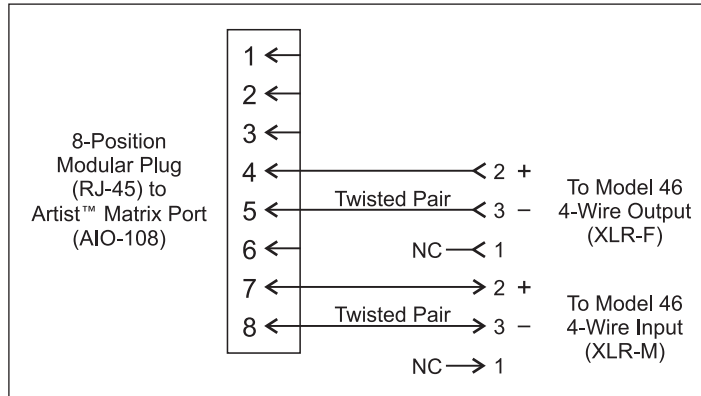 8-Position
Modular Plug
(RJ-45) to
Artist™ Matrix Port
(AIO-108)
1
2
3
4
5
6
7
8
Twisted Pair
2 +
3 –
NC 1
To Model 46
4-Wire Output
(XLR-F)
Twisted Pair
2 +
3 –
NC 1
To Model 46
4-Wire Input
(XLR-M)